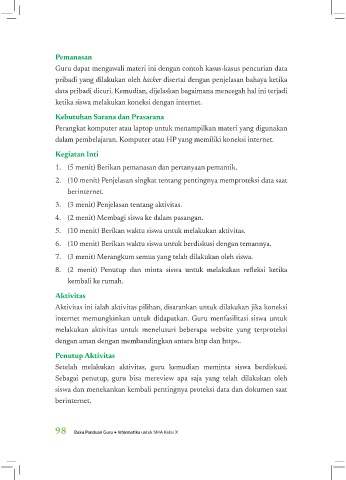 Pemanasan
Guru dapat mengawali materi ini dengan contoh kasus-kasus pencurian data
pribadi yang dilakukan oleh hacker disertai dengan penjelasan bahaya ketika
data pribadi dicuri. Kemudian, dijelaskan bagaimana mencegah hal ini terjadi
ketika siswa melakukan koneksi dengan internet.
Kebutuhan Sarana dan Prasarana
Perangkat komputer atau laptop untuk menampilkan materi yang digunakan
dalam pembelajaran. Komputer atau HP yang memiliki koneksi internet.
Kegiatan Inti
1. (5 menit) Berikan pemanasan dan pertanyaan pemantik.
2. (10 menit) Penjelasan singkat tentang pentingnya memproteksi data saat
berinternet.
3. (3 menit) Penjelasan tentang aktivitas.
4. (2 menit) Membagi siswa ke dalam pasangan.
5. (10 menit) Berikan waktu siswa untuk melakukan aktivitas.
6. (10 menit) Berikan waktu siswa untuk berdiskusi dengan temannya.
7. (3 menit) Merangkum semua yang telah dilakukan oleh siswa.
8. (2 menit) Penutup dan minta siswa untuk melakukan refleksi ketika
kembali ke rumah.
Aktivitas
Aktivitas ini ialah aktivitas pilihan, disarankan untuk dilakukan jika koneksi
internet memungkinkan untuk didapatkan. Guru menfasilitasi siswa untuk
melakukan aktivitas untuk menelusuri beberapa website yang terproteksi
dengan aman dengan membandingkan antara http dan https..
Penutup Aktivitas
Setelah melakukan aktivitas, guru kemudian meminta siswa berdiskusi.
Sebagai penutup, guru bisa mereview apa saja yang telah dilakukan oleh
siswa dan menekankan kembali pentingnya proteksi data dan dokumen saat
berinternet.
98 Buku Panduan Guru • Informatika untuk SMA Kelas X